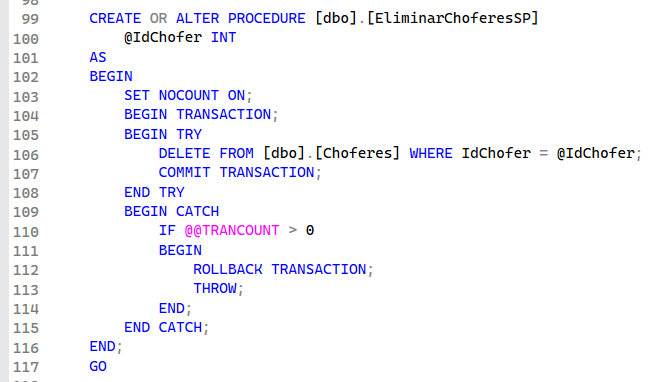 99 CREATE OR ALTER PROCEDURE [dbo].[EliminarChoferesSP]
100 @IdChofer INT
101 AS
102 BEGIN
103 SET NOCOUNT ON;
104 BEGIN TRANSACTION;
105 BEGIN TRY
106 DELETE FROM [dbo].[Choferes] WHERE IdChofer = @IdChofer;
107 COMMIT TRANSACTION;
108 END TRY
109 BEGIN CATCH
110 IF @@TRANCOUNT > 0
111 BEGIN
112 ROLLBACK TRANSACTION;
113 THROW;
114 END;
115 END CATCH;
116 END;
117 GO